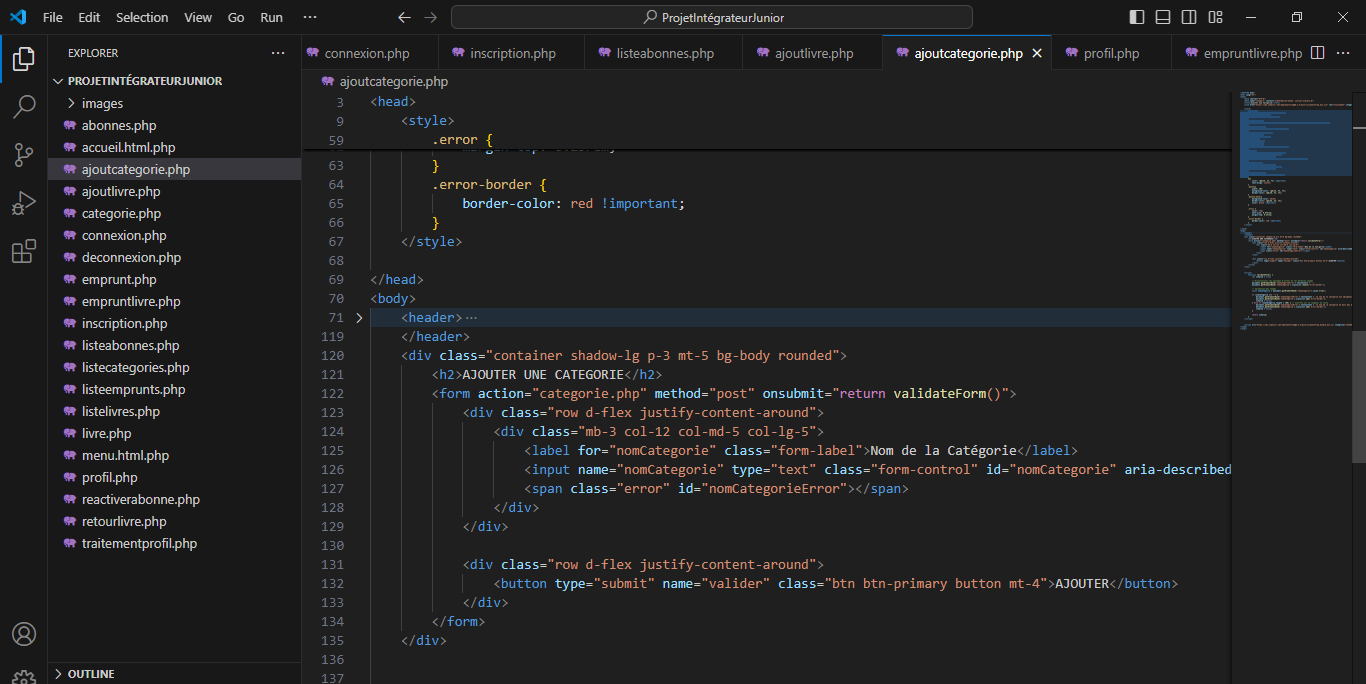 File Edit Selection View Go Run ···
ProjetIntégrateurJunior
EXPLORER ···
PROJETINTÉGRATEURJUNIOR
images
abonnes.php
accueil.html.php
ajoutcategorie.php
ajoutlivre.php
categorie.php
connexion.php
deconnexion.php
emprunt.php
empruntlivre.php
inscription.php
listeabonnes.php
listecategories.php
listeemprunts.php
listelivres.php
livre.php
menu.html.php
profil.php
reactiverabonne.php
retourlivre.php
traitementprofil.php
OUTLINE
connexion.php inscription.php listeabonnes.php ajoutlivre.php ajoutcategorie.php profil.php empruntlivre.php ···
ajoutcategorie.php
3 <head>
9 <style>
59 .error {
63 }
64 .error-border {
65 border-color: red !important;
66 }
67 </style>
68
69 </head>
70 <body>
71 <header> ···
119 </header>
120 <div class="container shadow-lg p-3 mt-5 bg-body rounded">
121 <h2>AJOUTER UNE CATEGORIE</h2>
122 <form action="categorie.php" method="post" onsubmit="return validateForm()">
123 <div class="row d-flex justify-content-around">
124 <div class="mb-3 col-12 col-md-5 col-lg-5">
125 <label for="nomCategorie" class="form-label">Nom de la Catégorie</label>
126 <input name="nomCategorie" type="text" class="form-control" id="nomCategorie" aria-described
127 <span class="error" id="nomCategorieError"></span>
128 </div>
129 </div>
130
131 <div class="row d-flex justify-content-around">
132 <button type="submit" name="valider" class="btn btn-primary button mt-4">AJOUTER</button>
133 </div>
134 </form>
135 </div>
136
137